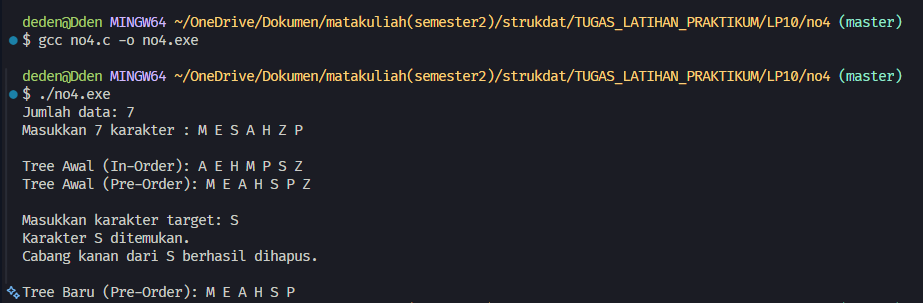 deden@Dden MINGW64 ~/OneDrive/Dokumen/matakuliah(semester2)/strukdat/TUGAS_LATIHAN_PRAKTIKUM/LP10/no4 (master)
$ gcc no4.c -o no4.exe
deden@Dden MINGW64 ~/OneDrive/Dokumen/matakuliah(semester2)/strukdat/TUGAS_LATIHAN_PRAKTIKUM/LP10/no4 (master)
$ ./no4.exe
Jumlah data: 7
Masukkan 7 karakter : M E S A H Z P
Tree Awal (In-Order): A E H M P S Z
Tree Awal (Pre-Order): M E A H S P Z
Masukkan karakter target: S
Karakter S ditemukan.
Cabang kanan dari S berhasil dihapus.
Tree Baru (Pre-Order): M E A H S P